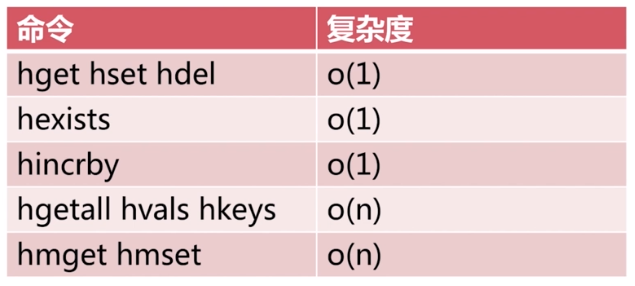 命令 复杂度
hget hset hdel o(1)
hexists o(1)
hincrby o(1)
hgetall hvals hkeys o(n)
hmget hmset o(n)